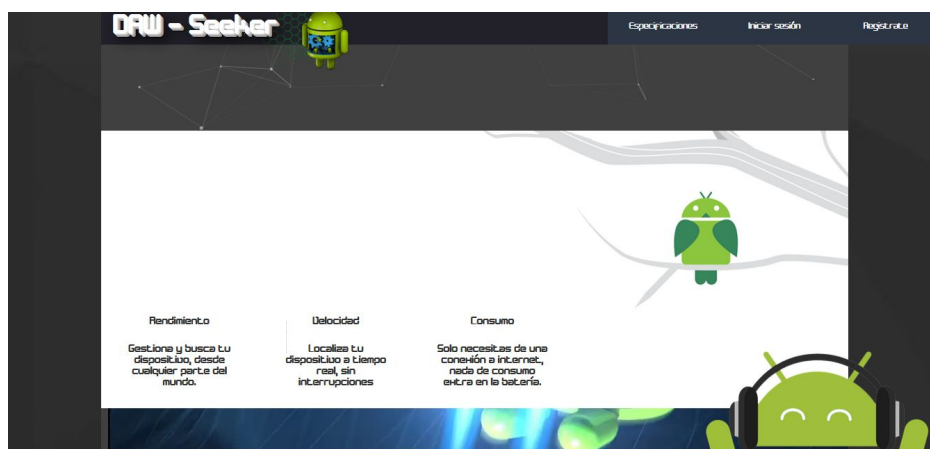 DAW - Seeker
Especificaciones
Iniciar sesión
Registrate
Rendimiento
Gestiona y busca tu
dispositivo, desde
cualquier parte del
mundo.
Velocidad
Localiza tu
dispositivo a tiempo
real, sin
interrupciones
Consumo
Solo necesitas de una
conexión a internet,
nada de consumo
extra en la batería.